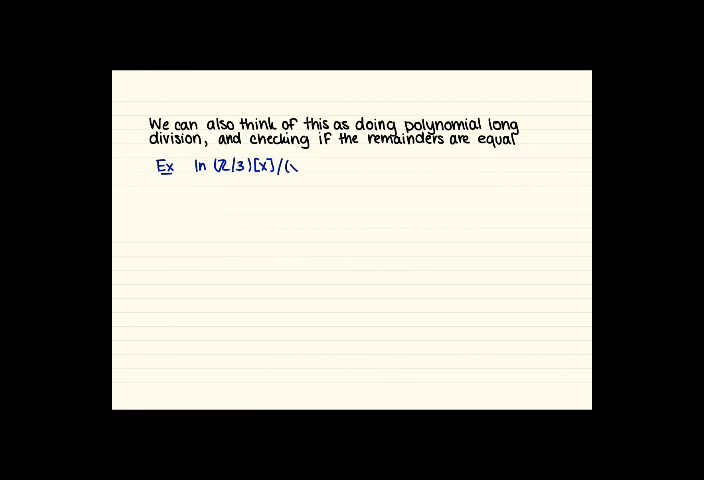 We can also think of this as doing polynomial long
division, and checking if the remainders are equal
Ex In (Z/3)[x]/(